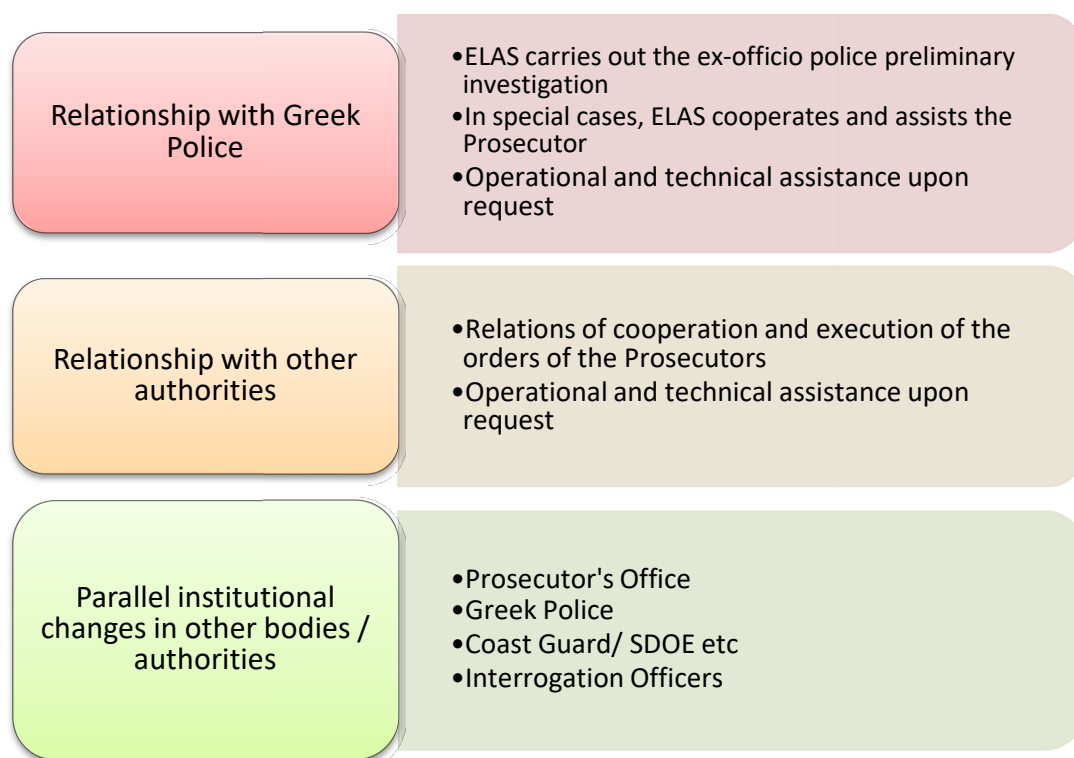 Relationship with Greek
Police
•ELAS carries out the ex-officio police preliminary
investigation
•In special cases, ELAS cooperates and assists the
Prosecutor
•Operational and technical assistance upon
request
Relationship with other
authorities
•Relations of cooperation and execution of the
orders of the Prosecutors
•Operational and technical assistance upon
request
Parallel institutional
changes in other bodies /
authorities
•Prosecutor's Office
•Greek Police
•Coast Guard/ SDOE etc
•Interrogation Officers